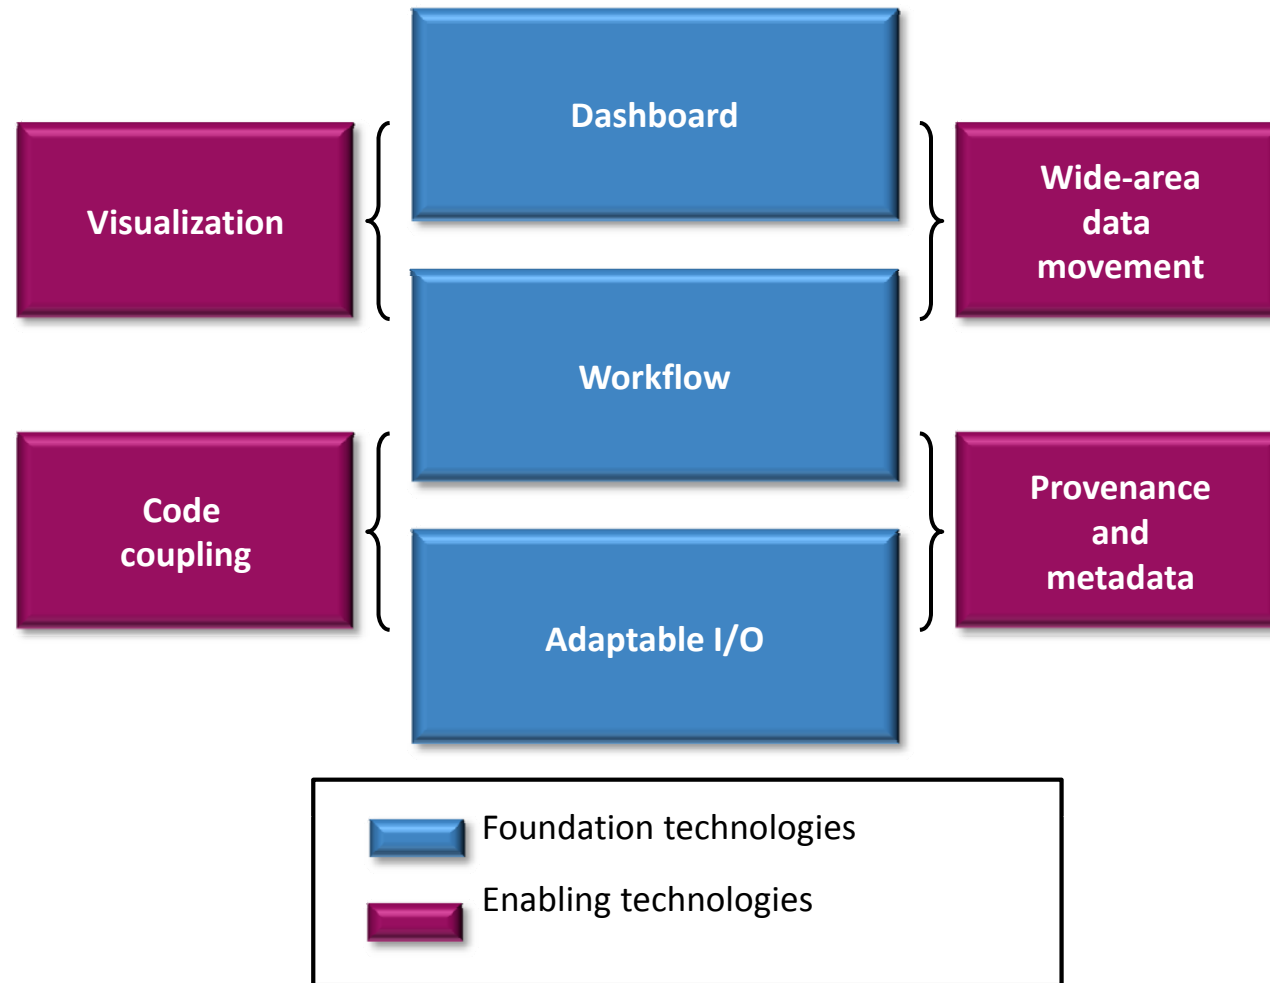 Dashboard
Visualization
Wide-area
data
movement
Workflow
Code
coupling
Provenance
and
metadata
Adaptable I/O
Foundation technologies
Enabling technologies